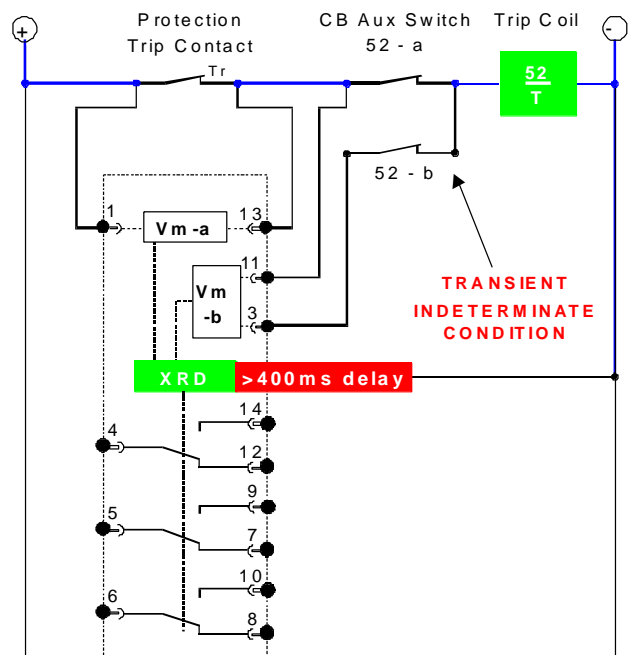 Protection
Trip Contact
CB Aux Switch
52 - a
Trip Coil
+
-
Tr
52
T
52 - b
1
Vm-a
13
11
Vm
-b
3
TRANSIENT
INDETERMINATE
CONDITION
XRD
>400ms delay
14
4
12
9
5
7
10
6
8